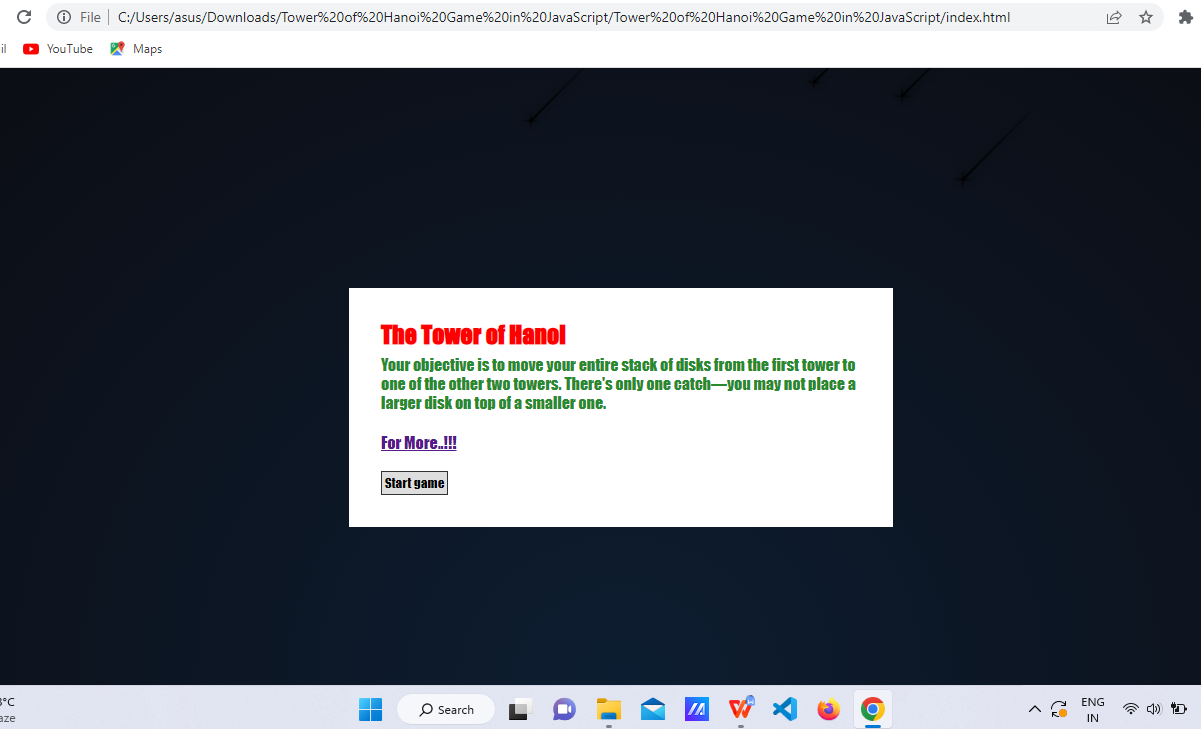 File
C:/Users/asus/Downloads/Tower%20of%20Hanoi%20Game%20in%20JavaScript/Tower%20of%20Hanoi%20Game%20in%20JavaScript/index.html
il
YouTube
Maps
The Tower of HanoI
Your objective is to move your entire stack of disks from the first tower to
one of the other two towers. There's only one catch—you may not place a
larger disk on top of a smaller one.
For More..!!!
Start game
°C
aze
Search
ENG
IN